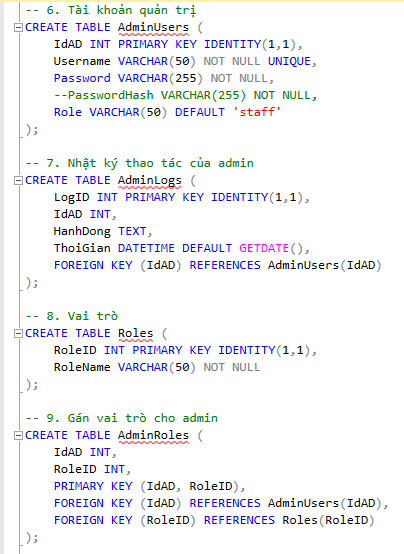 -- 6. Tài khoản quản trị
CREATE TABLE AdminUsers (
IdAD INT PRIMARY KEY IDENTITY(1,1),
Username VARCHAR(50) NOT NULL UNIQUE,
Password VARCHAR(255) NOT NULL,
--PasswordHash VARCHAR(255) NOT NULL,
Role VARCHAR(50) DEFAULT 'staff'
);
-- 7. Nhật ký thao tác của admin
CREATE TABLE AdminLogs (
LogID INT PRIMARY KEY IDENTITY(1,1),
IdAD INT,
HanhDong TEXT,
ThoiGian DATETIME DEFAULT GETDATE(),
FOREIGN KEY (IdAD) REFERENCES AdminUsers(IdAD)
);
-- 8. Vai trò
CREATE TABLE Roles (
RoleID INT PRIMARY KEY IDENTITY(1,1),
RoleName VARCHAR(50) NOT NULL
);
-- 9. Gán vai trò cho admin
CREATE TABLE AdminRoles (
IdAD INT,
RoleID INT,
PRIMARY KEY (IdAD, RoleID),
FOREIGN KEY (IdAD) REFERENCES AdminUsers(IdAD),
FOREIGN KEY (RoleID) REFERENCES Roles(RoleID)
);